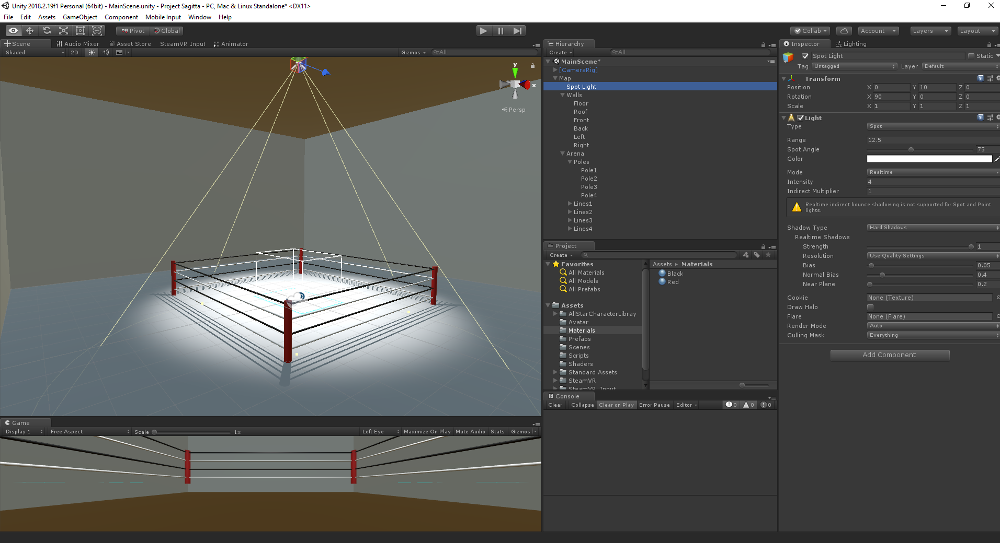 Unity 2018.2.19f1 Personal (64bit) - MainScene.unity - Project Sagitta - PC, Mac & Linux Standalone* <DX11>
File Edit Assets GameObject Component Mobile Input Window Help
Pivot Global Collab Account Layers Layout
Scene Audio Mixer Asset Store SteamVR Input Animator
Shaded 2D Gizmos All
y
x
Persp
Hierarchy
Create All
MainScene*
[CameraRig]
Map
Spot Light
Walls
Floor
Roof
Front
Back
Left
Right
Arena
Poles
Pole1
Pole2
Pole3
Pole4
Lines1
Lines2
Lines3
Lines4
Project
Create
Favorites
All Materials
All Models
All Prefabs
Assets
AllStarCharacterLibray
Avatar
Materials
Prefabs
Scenes
Scripts
Shaders
Standard Assets
SteamVR
SteamVR_Input
Assets Materials
Black
Red
Console
Clear Collapse Clear on Play Error Pause Editor 0 0 0
Game
Display 1 Free Aspect Scale 1x Left Eye Maximize On Play Mute Audio Stats Gizmos
Inspector Lighting
Spot Light Static
Tag Untagged Layer Default
Transform
Position X 0 Y 10 Z 0
Rotation X 90 Y 0 Z 0
Scale X 1 Y 1 Z 1
Light
Type Spot
Range 12.5
Spot Angle 75
Color
Mode Realtime
Intensity 4
Indirect Multiplier 1
Realtime indirect bounce shadowing is not supported for Spot and Point
lights.
Shadow Type Hard Shadows
Realtime Shadows
Strength 1
Resolution Use Quality Settings
Bias 0.05
Normal Bias 0.4
Near Plane 0.2
Cookie None (Texture)
Draw Halo
Flare None (Flare)
Render Mode Auto
Culling Mask Everything
Add Component